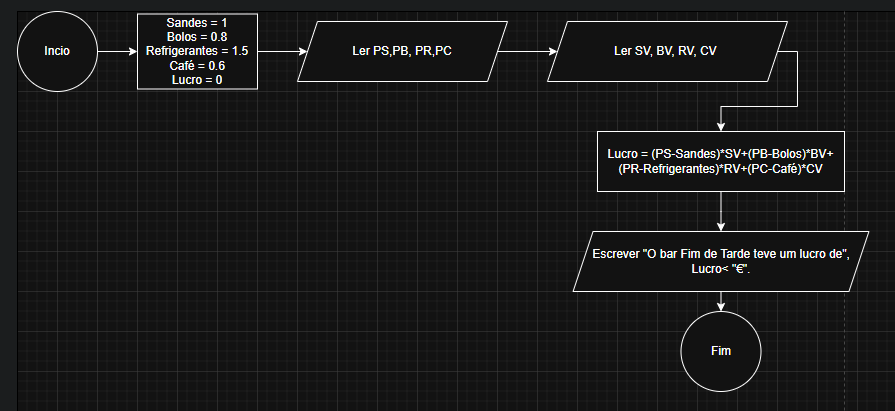 Incio
Sandes = 1
Bolos = 0.8
Refrigerantes = 1.5
Café = 0.6
Lucro = 0
Ler PS,PB, PR,PC
Ler SV, BV, RV, CV
Lucro = (PS-Sandes)*SV+(PB-Bolos)*BV+
(PR-Refrigerantes)*RV+(PC-Café)*CV
Escrever "O bar Fim de Tarde teve um lucro de",
Lucro< "€".
Fim